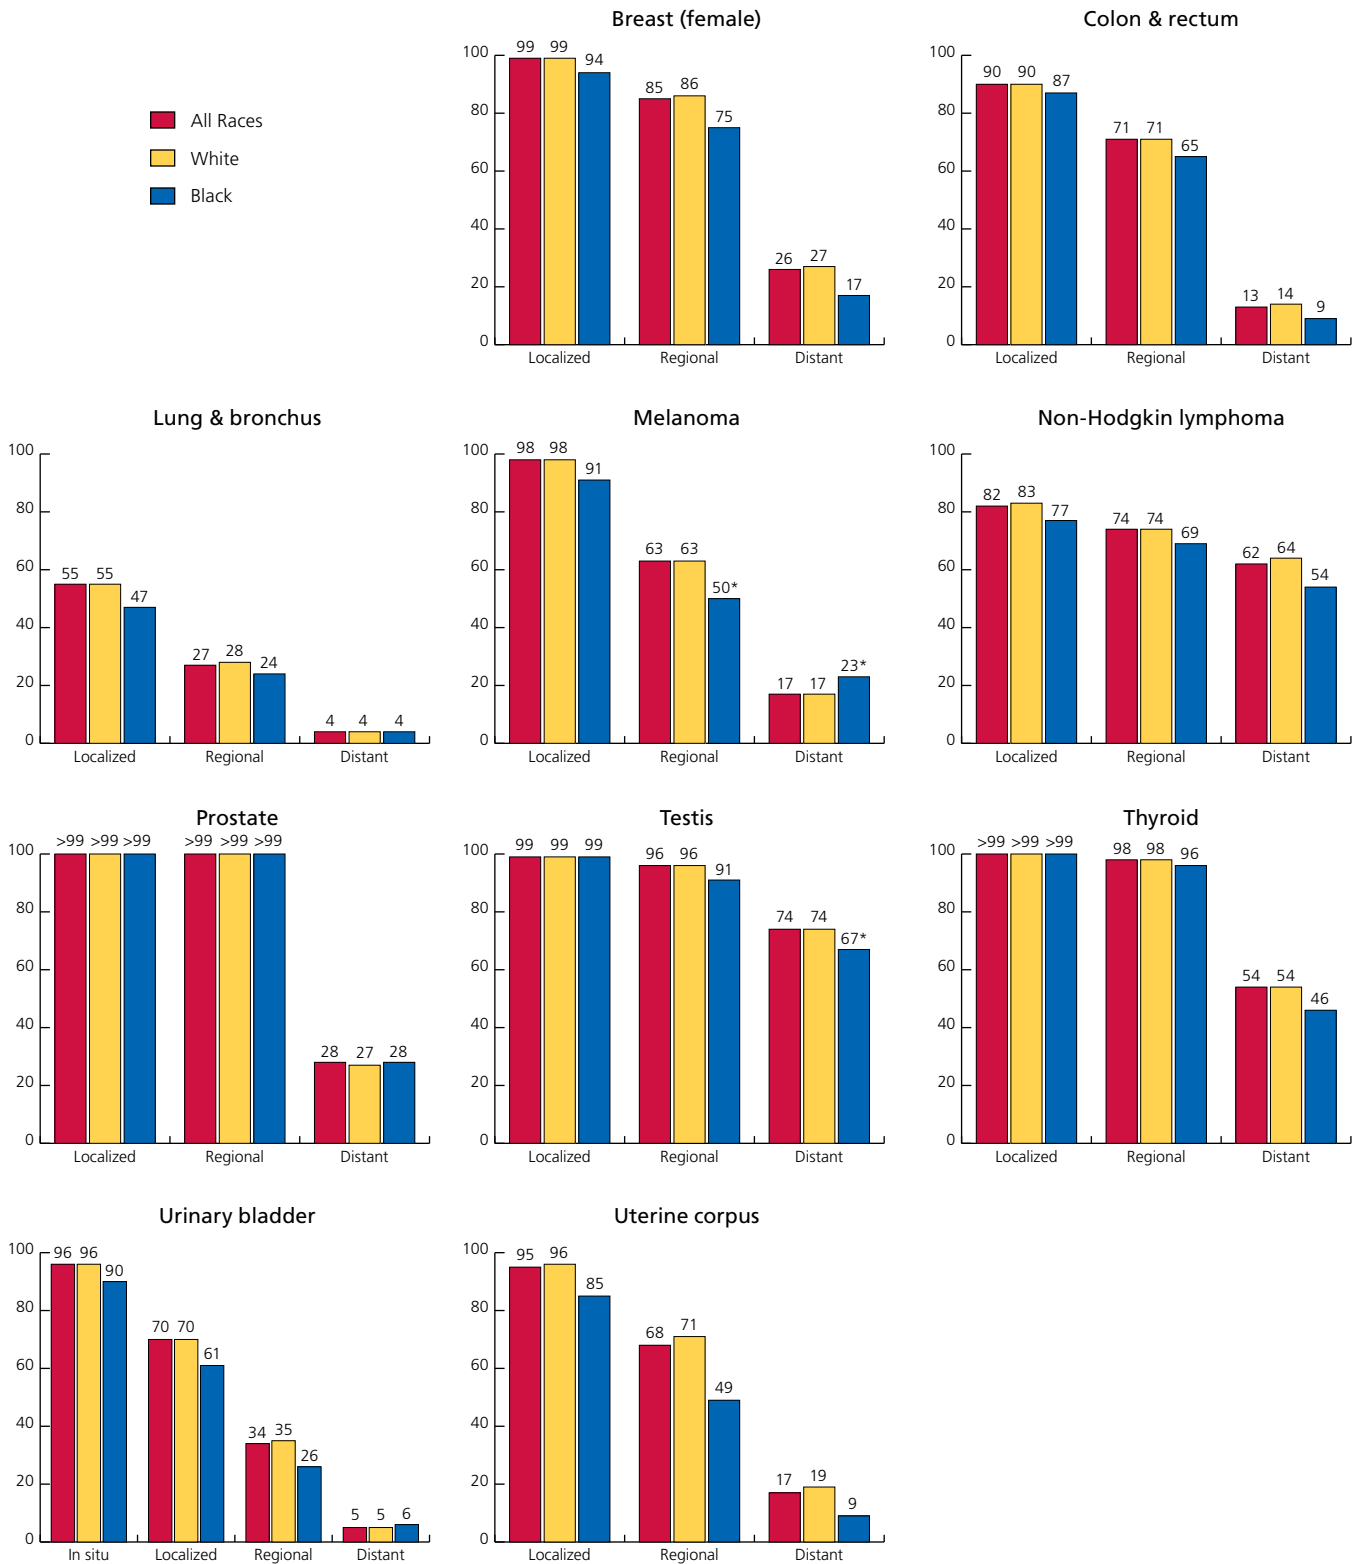 Breast (female)
100
80
60
40
20
0
99 99 94
85 86 75
26 27 17
Localized Regional Distant
Colon & rectum
100
80
60
40
20
0
90 90 87
71 71 65
13 14 9
Localized Regional Distant
All Races
White
Black
Lung & bronchus
100
80
60
40
20
0
55 55 47
27 28 24
4 4 4
Localized Regional Distant
Melanoma
100
80
60
40
20
0
98 98 91
63 63 50*
17 17 23*
Localized Regional Distant
Non-Hodgkin lymphoma
100
80
60
40
20
0
82 83 77
74 74 69
62 64 54
Localized Regional Distant
Prostate
100
80
60
40
20
0
>99 >99 >99
>99 >99 >99
28 27 28
Localized Regional Distant
Testis
100
80
60
40
20
0
99 99 99
96 96 91
74 74 67*
Localized Regional Distant
Thyroid
100
80
60
40
20
0
>99 >99 >99
98 98 96
54 54 46
Localized Regional Distant
Urinary bladder
100
80
60
40
20
0
96 96 90
70 70 61
34 35 26
5 5 6
In situ Localized Regional Distant
Uterine corpus
100
80
60
40
20
0
95 96 85
68 71 49
17 19 9
Localized Regional Distant